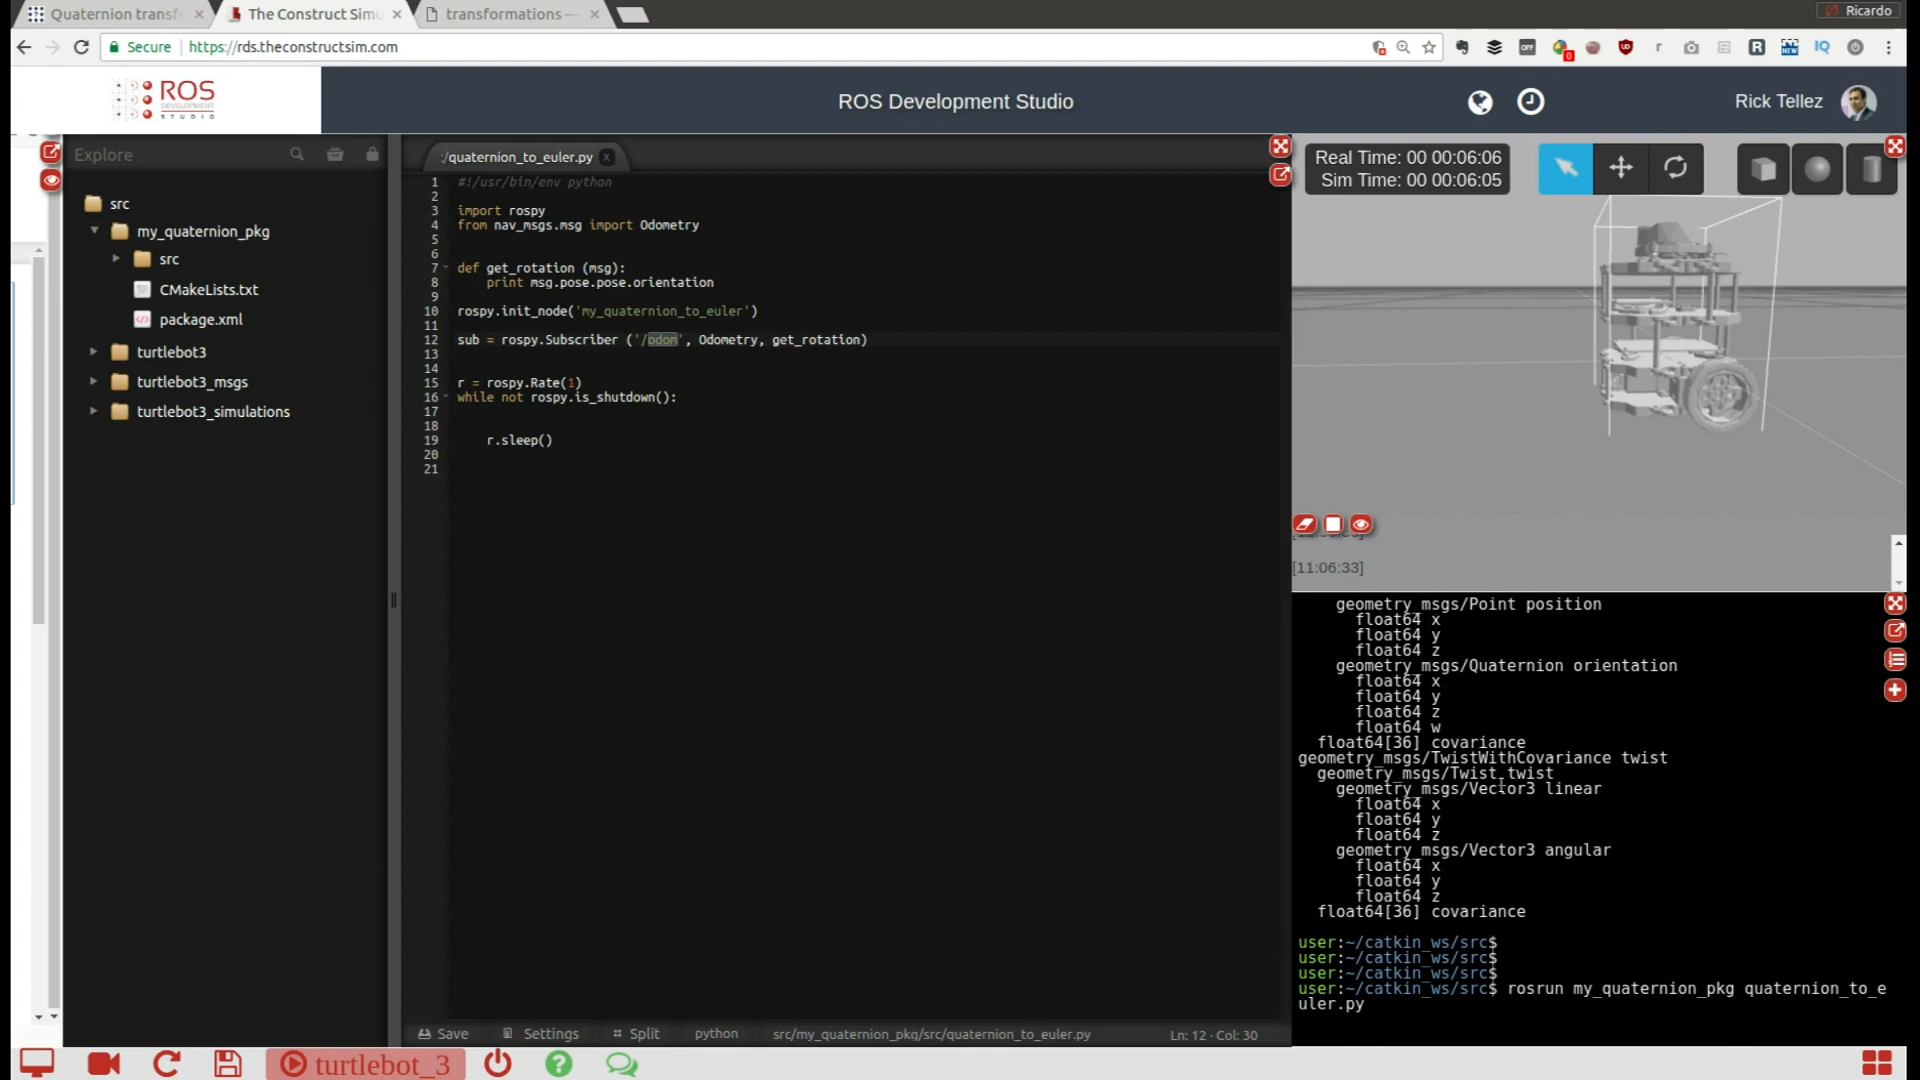 Quaternion transf
The Construct Simu
transformations —
Ricardo
Secure
https://rds.theconstructsim.com
ROS
DEVELOPMENT
STUDIO
ROS Development Studio
Rick Tellez
Explore
src
my_quaternion_pkg
src
CMakeLists.txt
package.xml
turtlebot3
turtlebot3_msgs
turtlebot3_simulations
:/quaternion_to_euler.py
1 #!/usr/bin/env python
2
3 import rospy
4 from nav_msgs.msg import Odometry
5
6
7 def get_rotation (msg):
8 print msg.pose.pose.orientation
9
10 rospy.init_node('my_quaternion_to_euler')
11
12 sub = rospy.Subscriber ('/odom', Odometry, get_rotation)
13
14
15 r = rospy.Rate(1)
16 while not rospy.is_shutdown():
17
18
19 r.sleep()
20
21
Save
Settings
Split
python
src/my_quaternion_pkg/src/quaternion_to_euler.py
Ln: 12 · Col: 30
Real Time: 00 00:06:06
Sim Time: 00 00:06:05
[11:06:33]
geometry_msgs/Point position
float64 x
float64 y
float64 z
geometry_msgs/Quaternion orientation
float64 x
float64 y
float64 z
float64 w
float64[36] covariance
geometry_msgs/TwistWithCovariance twist
geometry_msgs/Twist twist
geometry_msgs/Vector3 linear
float64 x
float64 y
float64 z
geometry_msgs/Vector3 angular
float64 x
float64 y
float64 z
float64[36] covariance
user:~/catkin_ws/src$
user:~/catkin_ws/src$
user:~/catkin_ws/src$
user:~/catkin_ws/src$ rosrun my_quaternion_pkg quaternion_to_e
uler.py
turtlebot_3